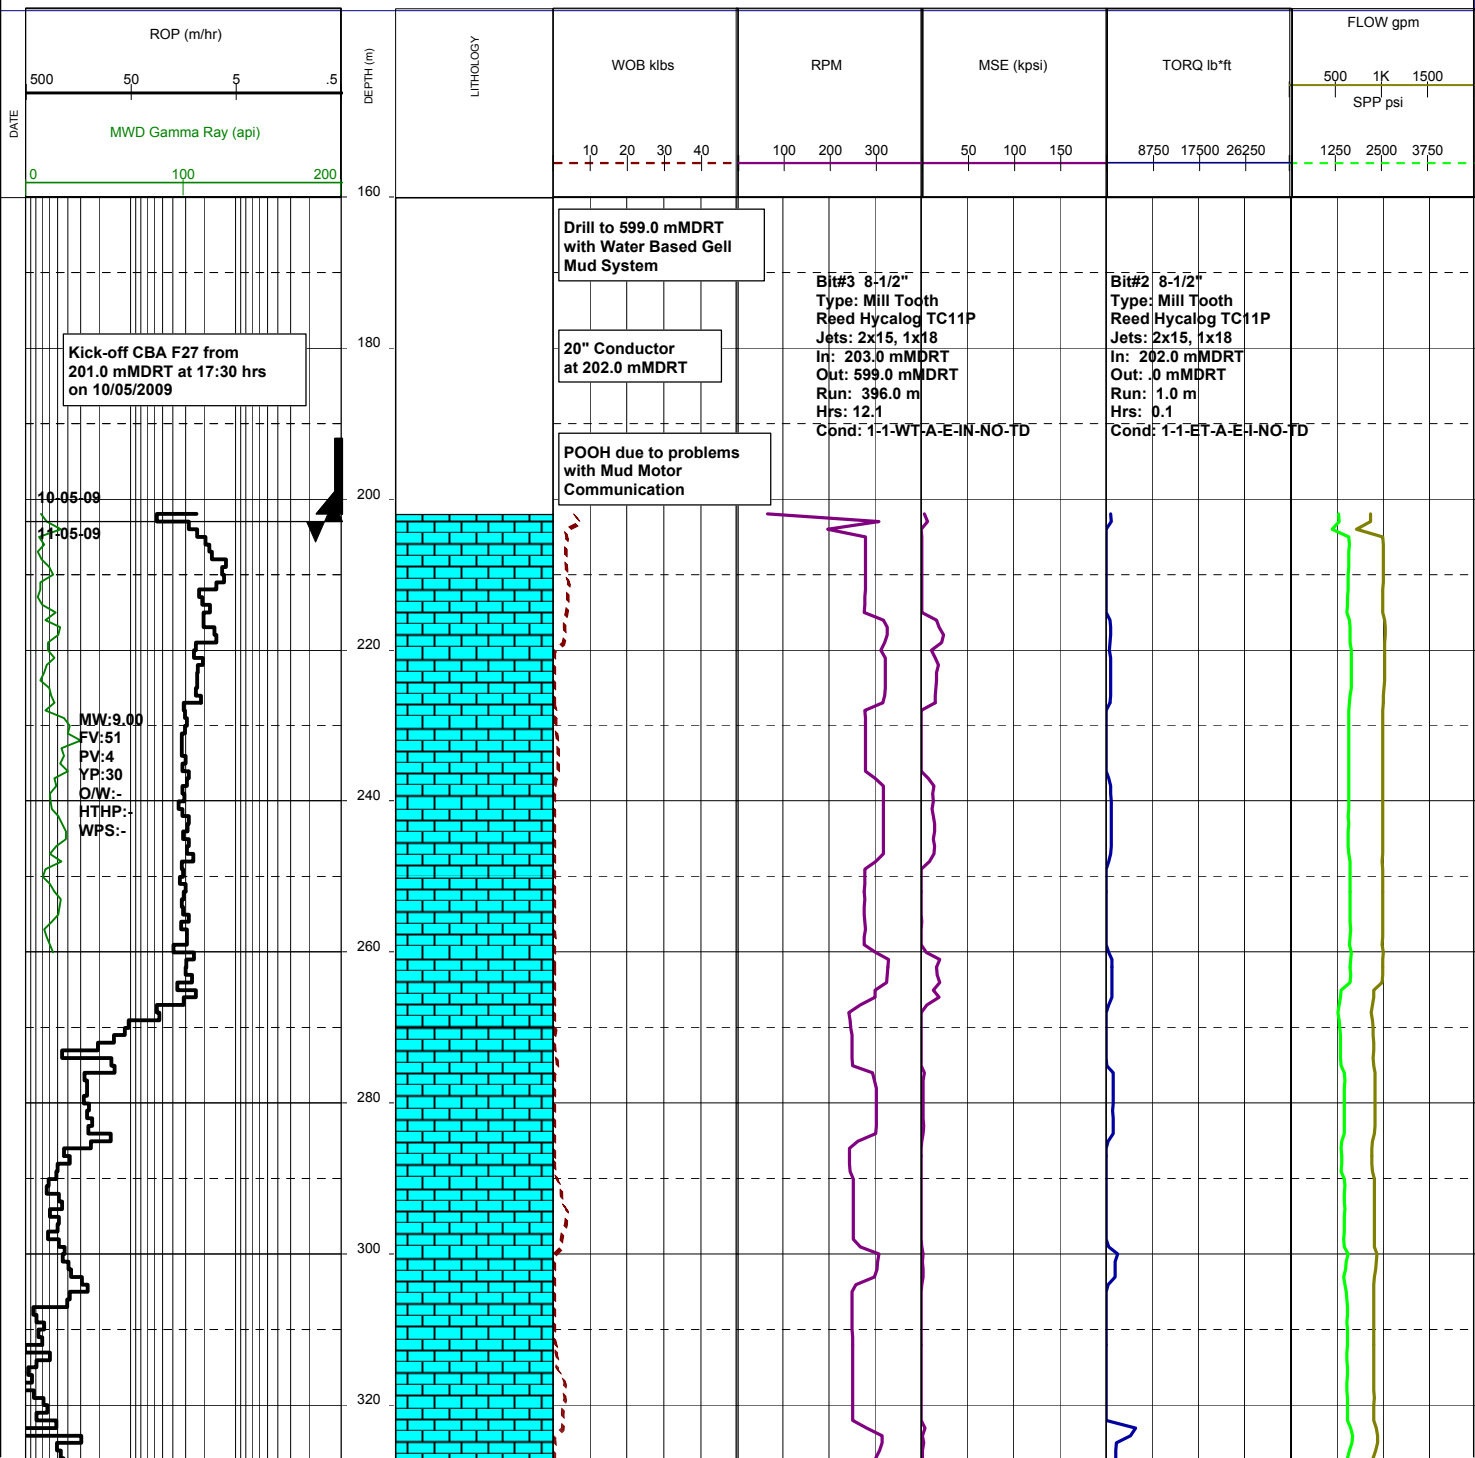 FLOW gpm
ROP (m/hr)
WOB klbs
RPM
MSE (kpsi)
TORQ lb*ft
DEPTH (m)
LITHOLOGY
500 50 5 .5
500 1K 1500
SPP psi
DATE
MWD Gamma Ray (api)
10 20 30 40
100 200 300
50 100 150
8750 17500 26250
1250 2500 3750
0 100 200
160
Drill to 599.0 mMDRT
with Water Based Gell
Mud System
Bit#3 8-1/2"
Type: Mill Tooth
Reed Hycalog TC11P
Jets: 2x15, 1x18
In: 203.0 mMDRT
Out: 599.0 mMDRT
Run: 396.0 m
Hrs: 12.1
Cond: 1-1-WT-A-E-IN-NO-TD
Bit#2 8-1/2"
Type: Mill Tooth
Reed Hycalog TC11P
Jets: 2x15, 1x18
In: 202.0 mMDRT
Out: .0 mMDRT
Run: 1.0 m
Hrs: 0.1
Cond: 1-1-ET-A-E-I-NO-TD
180
Kick-off CBA F27 from
201.0 mMDRT at 17:30 hrs
on 10/05/2009
20" Conductor
at 202.0 mMDRT
POOH due to problems
with Mud Motor
Communication
10-05-09
200
11-05-09
220
MW:9.00
FV:51
PV:4
YP:30
O/W:-
HTHP:-
WPS:-
240
260
280
300
320